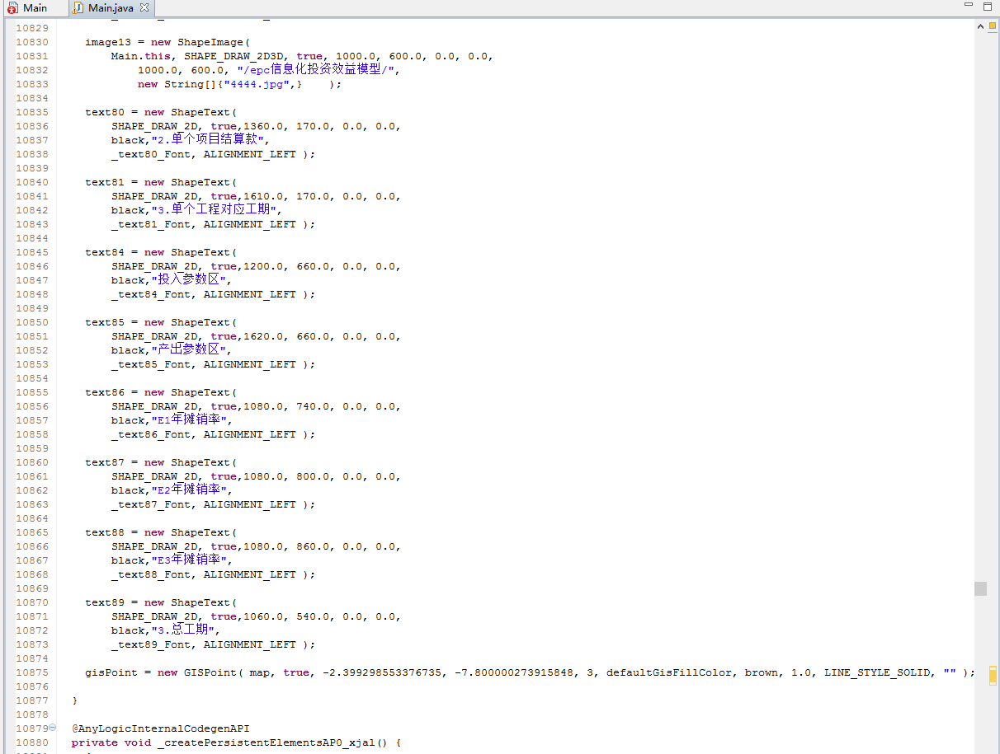 Main Main.java
10829
10830 image13 = new ShapeImage(
10831 Main.this, SHAPE_DRAW_2D3D, true, 1000.0, 600.0, 0.0, 0.0,
10832 1000.0, 600.0, "/epc信息化投资效益模型/",
10833 new String[]{"4444.jpg",} );
10834
10835 text80 = new ShapeText(
10836 SHAPE_DRAW_2D, true,1360.0, 170.0, 0.0, 0.0,
10837 black,"2.单个项目结算款",
10838 _text80_Font, ALIGNMENT_LEFT );
10839
10840 text81 = new ShapeText(
10841 SHAPE_DRAW_2D, true,1610.0, 170.0, 0.0, 0.0,
10842 black,"3.单个工程对应工期",
10843 _text81_Font, ALIGNMENT_LEFT );
10844
10845 text84 = new ShapeText(
10846 SHAPE_DRAW_2D, true,1200.0, 660.0, 0.0, 0.0,
10847 black,"投入参数区",
10848 _text84_Font, ALIGNMENT_LEFT );
10849
10850 text85 = new ShapeText(
10851 SHAPE_DRAW_2D, true,1620.0, 660.0, 0.0, 0.0,
10852 black,"产出参数区",
10853 _text85_Font, ALIGNMENT_LEFT );
10854
10855 text86 = new ShapeText(
10856 SHAPE_DRAW_2D, true,1080.0, 740.0, 0.0, 0.0,
10857 black,"E1年摊销率",
10858 _text86_Font, ALIGNMENT_LEFT );
10859
10860 text87 = new ShapeText(
10861 SHAPE_DRAW_2D, true,1080.0, 800.0, 0.0, 0.0,
10862 black,"E2年摊销率",
10863 _text87_Font, ALIGNMENT_LEFT );
10864
10865 text88 = new ShapeText(
10866 SHAPE_DRAW_2D, true,1080.0, 860.0, 0.0, 0.0,
10867 black,"E3年摊销率",
10868 _text88_Font, ALIGNMENT_LEFT );
10869
10870 text89 = new ShapeText(
10871 SHAPE_DRAW_2D, true,1060.0, 540.0, 0.0, 0.0,
10872 black,"3.总工期",
10873 _text89_Font, ALIGNMENT_LEFT );
10874
10875 gisPoint = new GISPoint( map, true, -2.399298553376735, -7.800000273915848, 3, defaultGisFillColor, brown, 1.0, LINE_STYLE_SOLID, "" );
10876
10877 }
10878
10879 @AnyLogicInternalCodegenAPI
10880 private void _createPersistentElementsAP0_xjal() {